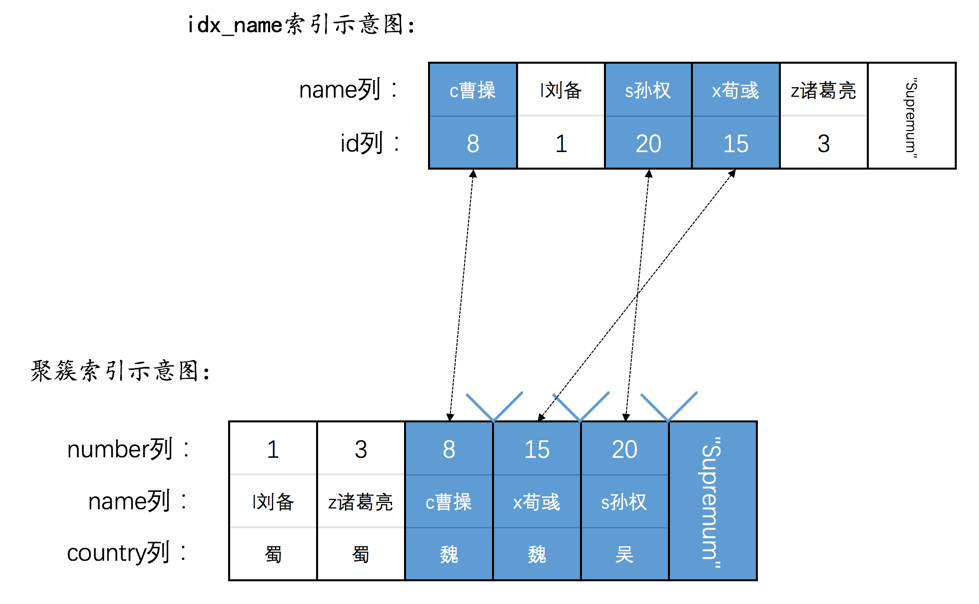 idx_name索引示意图：
name列： c曹操 l刘备 s孙权 x荀彧 z诸葛亮 "Supremum"
id列： 8 1 20 15 3
聚簇索引示意图：
number列： 1 3 8 15 20 "Supremum"
name列： l刘备 z诸葛亮 c曹操 x荀彧 s孙权
country列： 蜀 蜀 魏 魏 吴